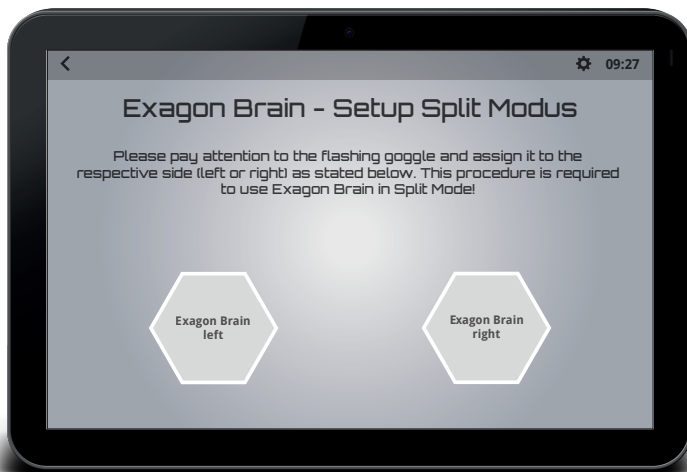 09:27
Exagon Brain - Setup Split Modus
Please pay attention to the flashing goggle and assign it to the
respective side (left or right) as stated below. This procedure is required
to use Exagon Brain in Split Mode!
Exagon Brain
left
Exagon Brain
right